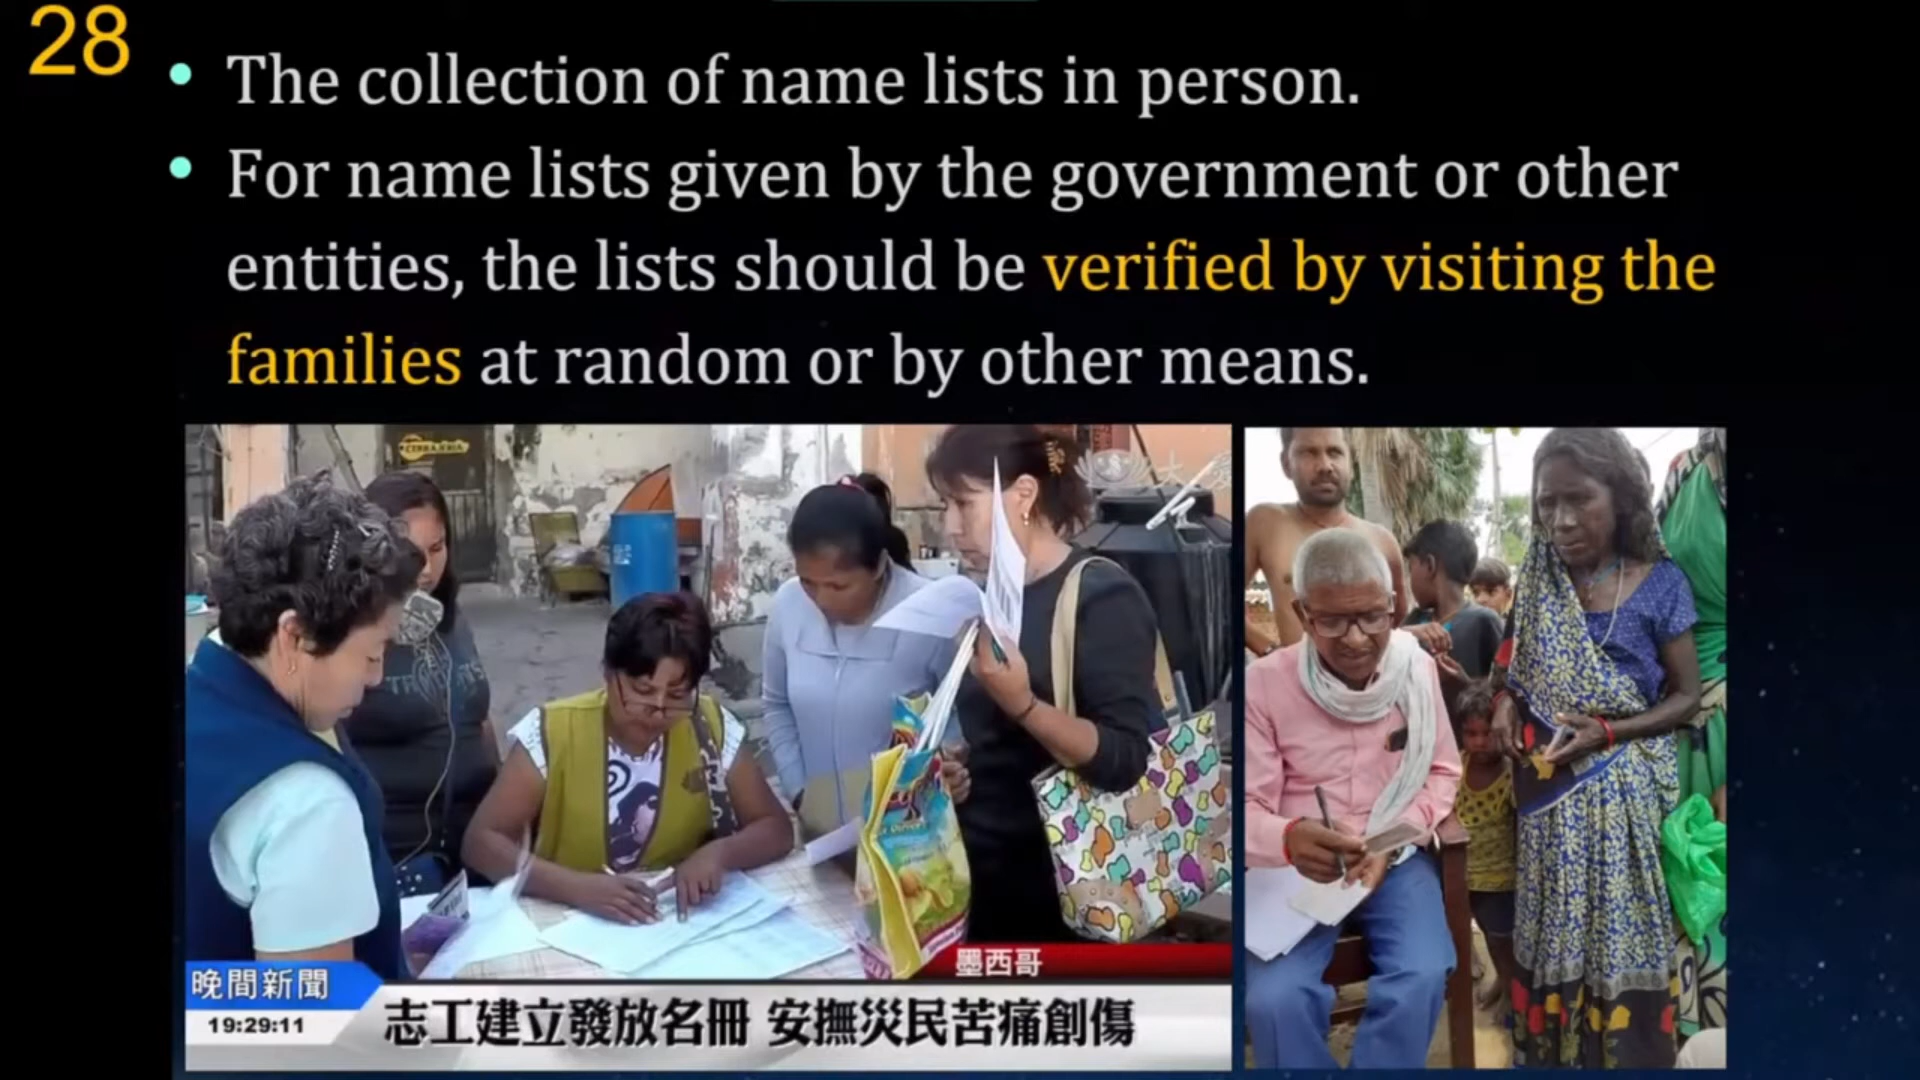 28
• The collection of name lists in person.
• For name lists given by the government or other
entities, the lists should be verified by visiting the
families at random or by other means.
大愛
墨西哥
晚間新聞
19:29:11
志工建立發放名冊 安撫災民苦痛創傷